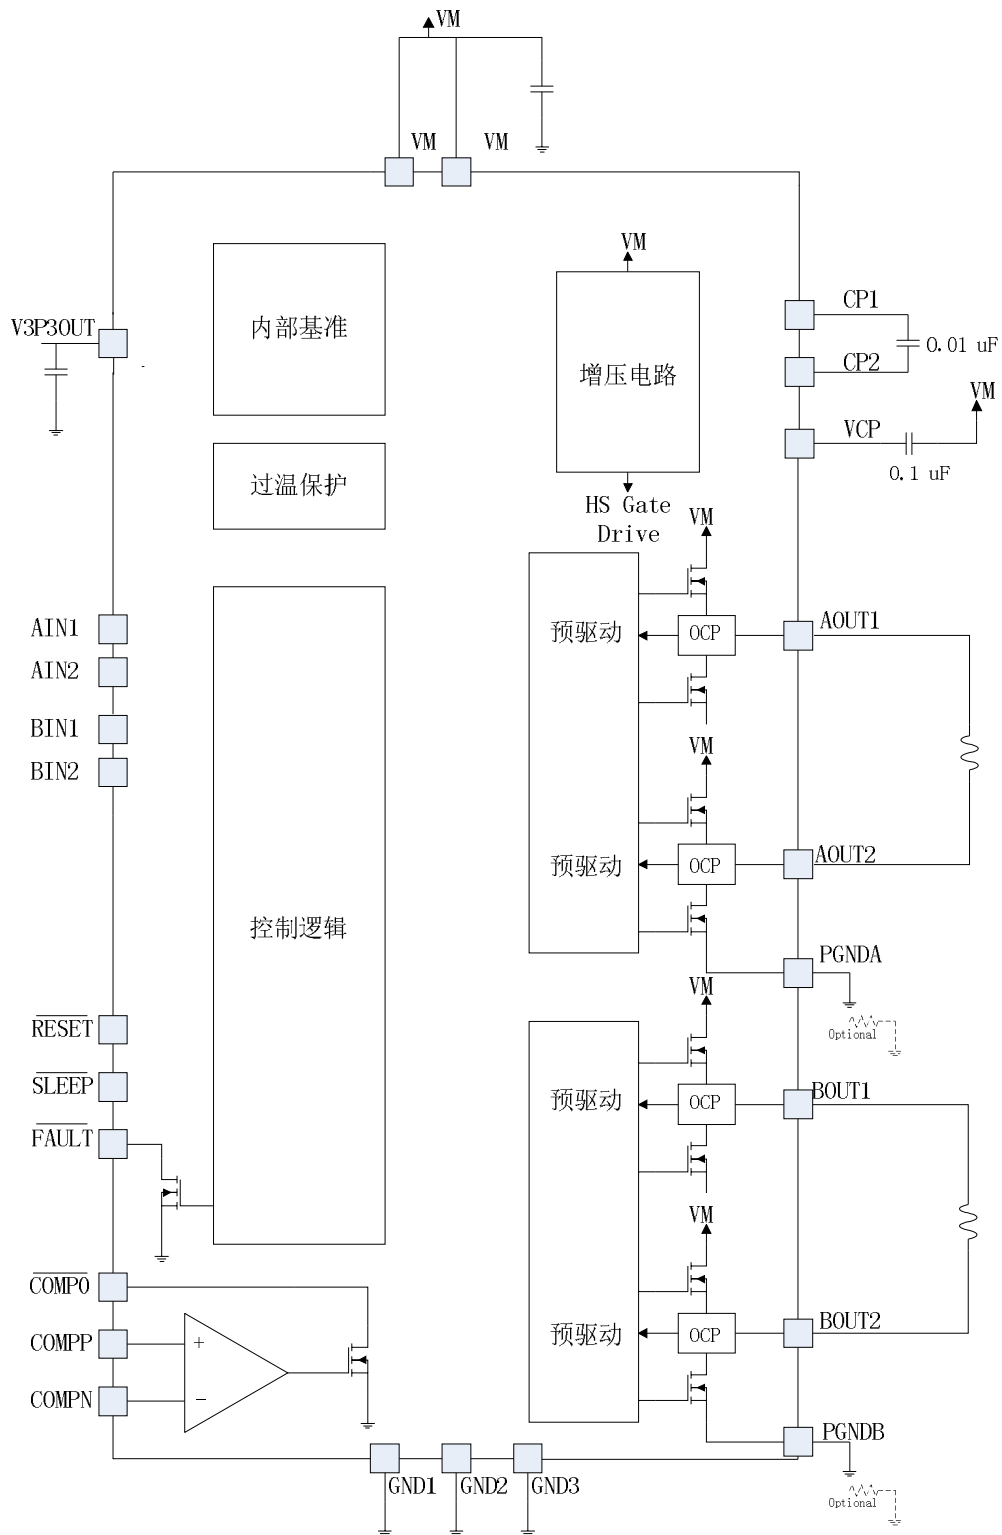 VM
VM
VM
VM
内部基准
V3P3OUT
增压电路
CP1
0.01 uF
CP2
VM
VCP
0.1 uF
过温保护
HS Gate
Drive
VM
AIN1
预驱动
OCP
AOUT1
AIN2
BIN1
BIN2
VM
预驱动
OCP
AOUT2
控制逻辑
PGNDA
VM
RESET
Optional
SLEEP
预驱动
OCP
BOUT1
FAULT
VM
COMPO
COMPP
+
预驱动
OCP
BOUT2
COMPN
−
PGNDB
GND1
GND2
GND3
Optional